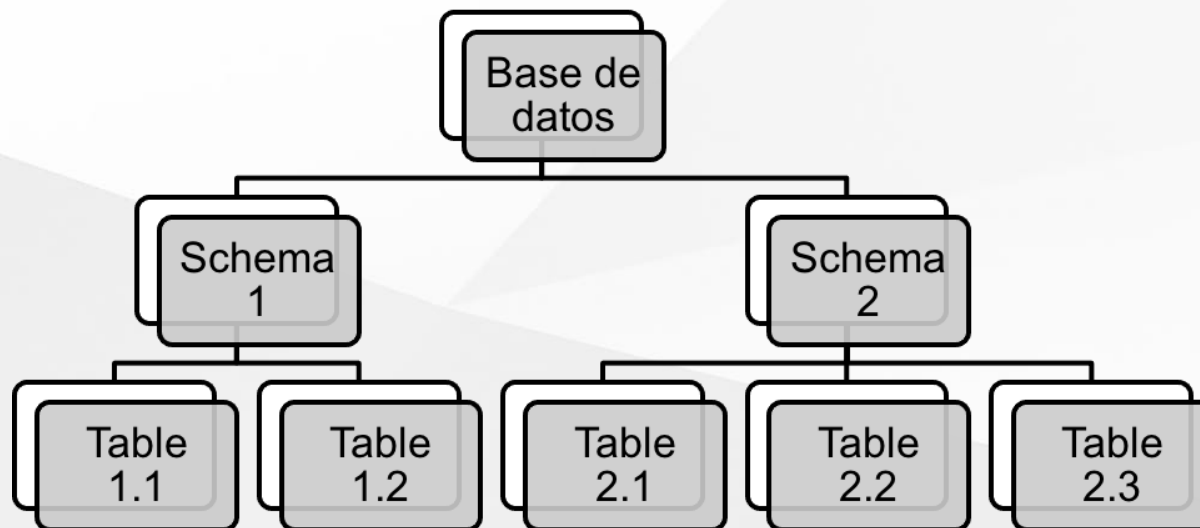 Base de
datos
Schema
1
Schema
2
Table
1.1
Table
1.2
Table
2.1
Table
2.2
Table
2.3